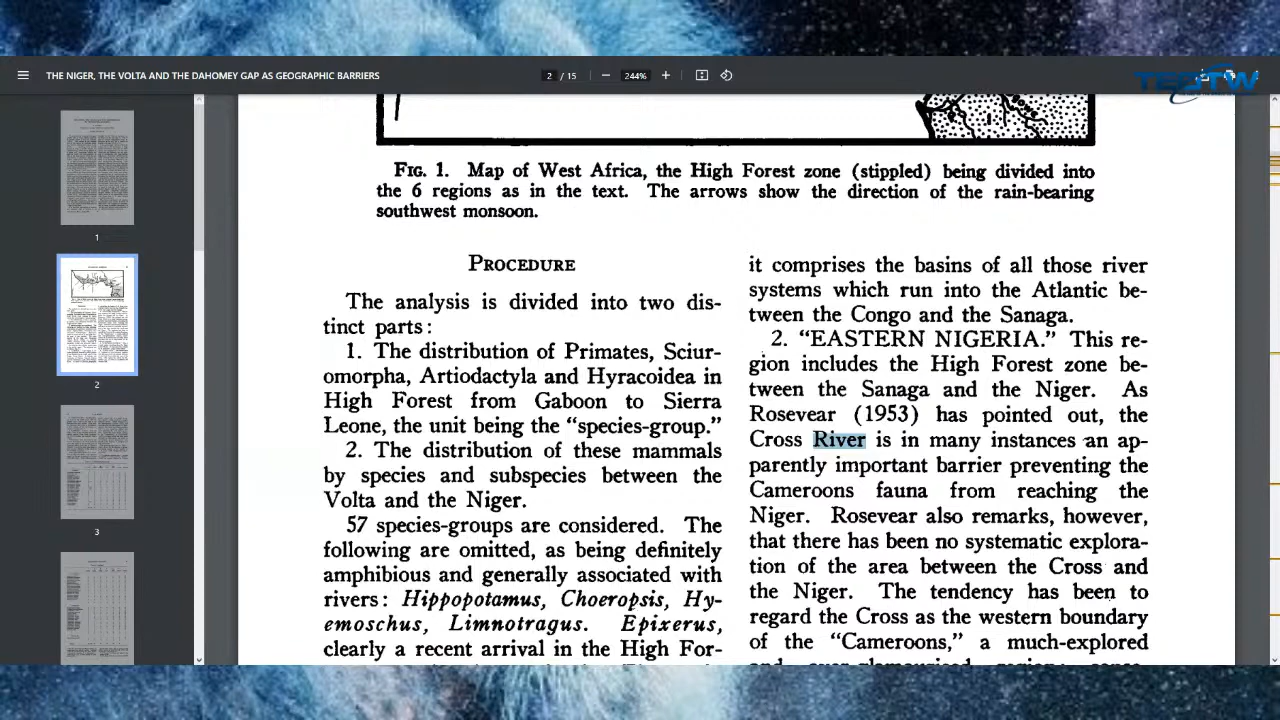 THE NIGER, THE VOLTA AND THE DAHOMEY GAP AS GEOGRAPHIC BARRIERS
2 / 15
244%
TEOTW
1
2
3
FIG. 1. Map of West Africa, the High Forest zone (stippled) being divided into
the 6 regions as in the text. The arrows show the direction of the rain-bearing
southwest monsoon.
PROCEDURE
The analysis is divided into two dis-
tinct parts:
1. The distribution of Primates, Sciur-
omorpha, Artiodactyla and Hyracoidea in
High Forest from Gaboon to Sierra
Leone, the unit being the "species-group."
2. The distribution of these mammals
by species and subspecies between the
Volta and the Niger.
57 species-groups are considered. The
following are omitted, as being definitely
amphibious and generally associated with
rivers: Hippopotamus, Choeropsis, Hy-
emoschus, Limnotragus. Epixerus,
clearly a recent arrival in the High For-
it comprises the basins of all those river
systems which run into the Atlantic be-
tween the Congo and the Sanaga.
2. "EASTERN NIGERIA." This re-
gion includes the High Forest zone be-
tween the Sanaga and the Niger. As
Rosevear (1953) has pointed out, the
Cross River is in many instances an ap-
parently important barrier preventing the
Cameroons fauna from reaching the
Niger. Rosevear also remarks, however,
that there has been no systematic explora-
tion of the area between the Cross and
the Niger. The tendency has been to
regard the Cross as the western boundary
of the "Cameroons," a much-explored